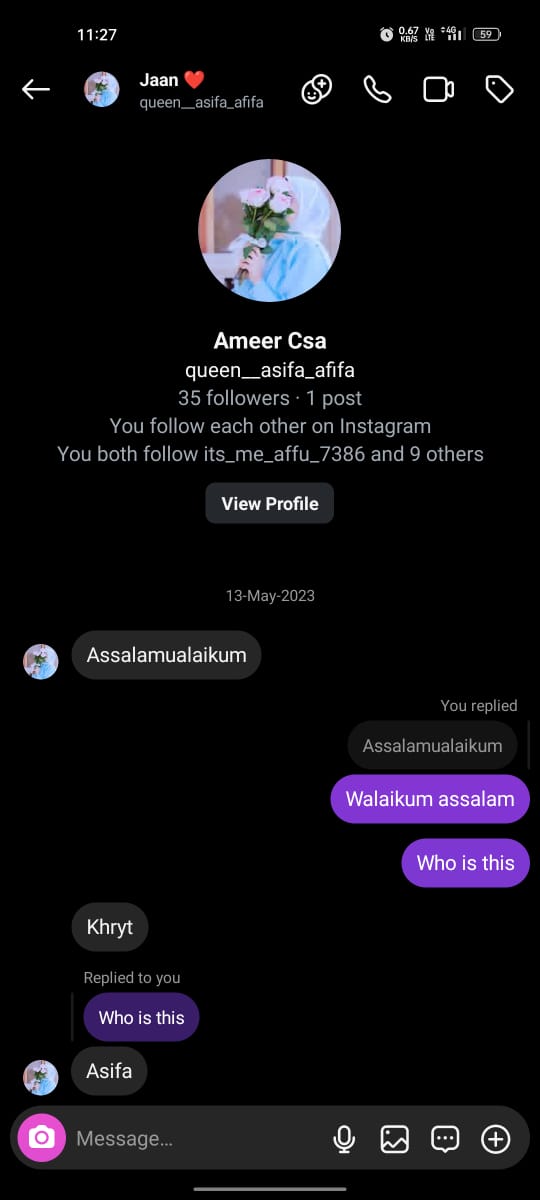 11:27
0.67 KB/S Vo LTE 4G 59
Jaan ❤️
queen__asifa_afifa
Ameer Csa
queen__asifa_afifa
35 followers · 1 post
You follow each other on Instagram
You both follow its_me_affu_7386 and 9 others
View Profile
13-May-2023
Assalamualaikum
You replied
Assalamualaikum
Walaikum assalam
Who is this
Khryt
Replied to you
Who is this
Asifa
Message...